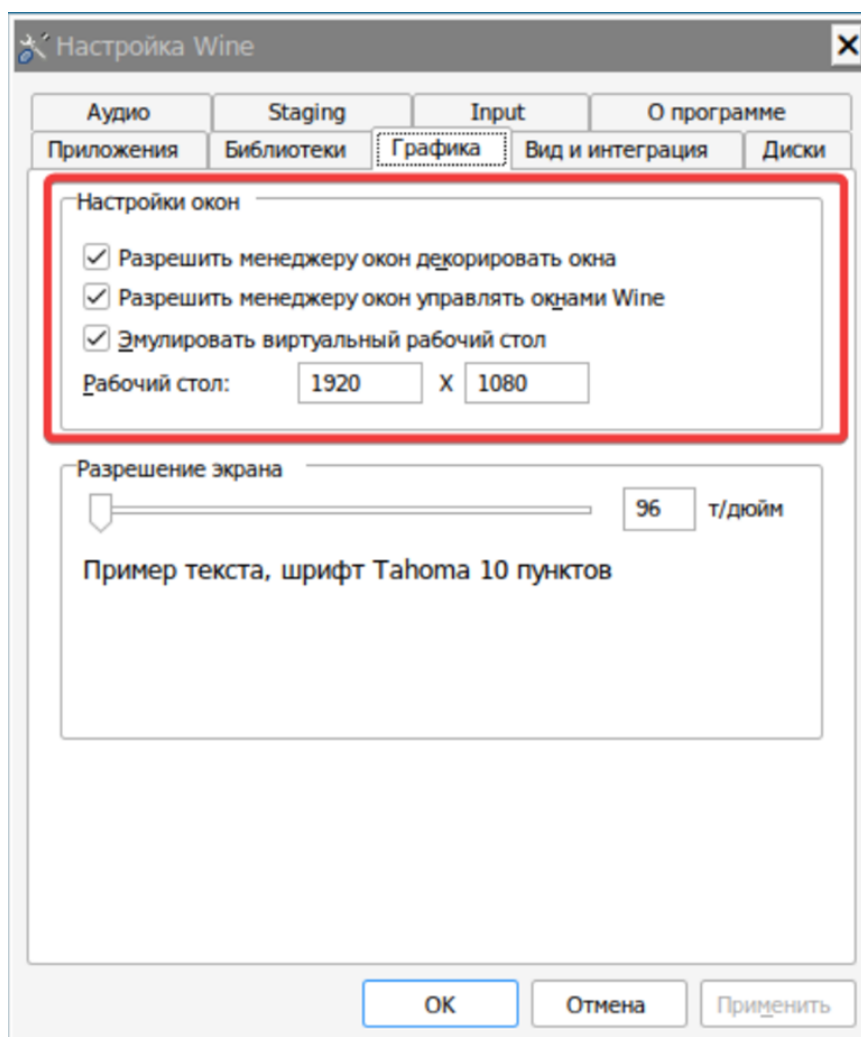 Настройка Wine
Аудио Staging Input О программе
Приложения Библиотеки Графика Вид и интеграция Диски
Настройки окон
Разрешить менеджеру окон декорировать окна
Разрешить менеджеру окон управлять окнами Wine
Эмулировать виртуальный рабочий стол
Рабочий стол: 1920 X 1080
Разрешение экрана
96 т/дюйм
Пример текста, шрифт Tahoma 10 пунктов
ОК Отмена Применить